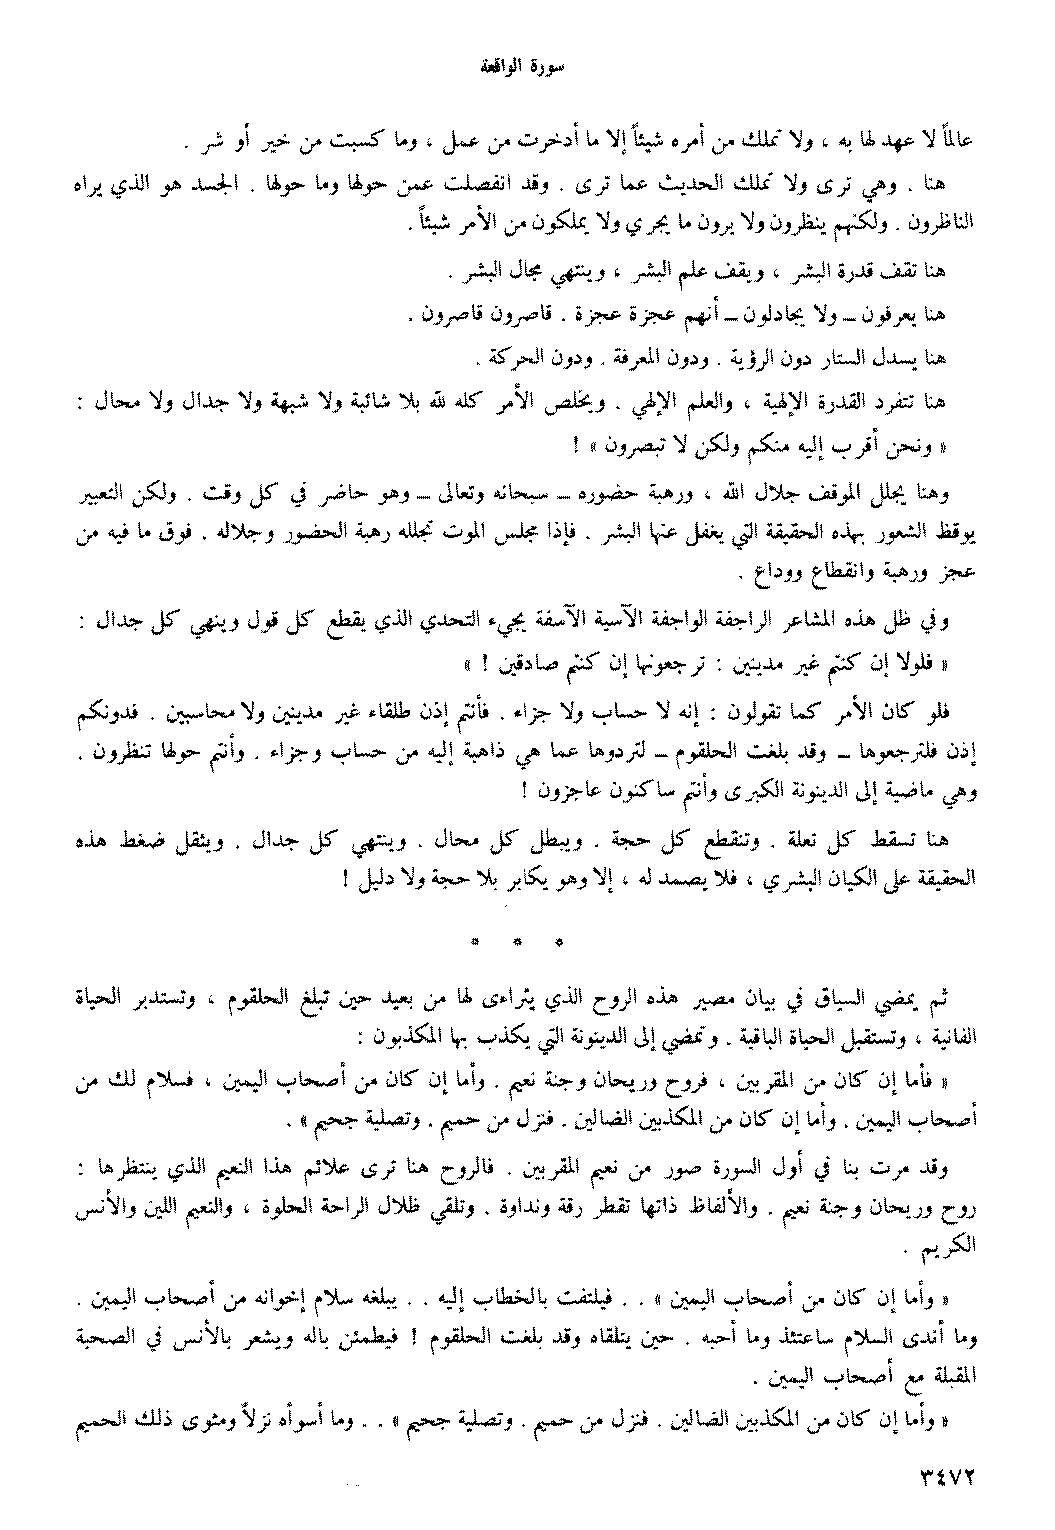 سورة الواقعة
عالماً لا عهد لها به ، ولا تملك من أمره شيئاً إلا ما أدخرت من عمل ، وما كسبت من خير أو شر .
هنا . وهي ترى ولا تملك الحديث عما ترى . وقد انفصلت عمن حولها وما حولها . الجسد هو الذي يراه
الناظرون . ولكنهم ينظرون ولا يرون ما يجري ولا يملكون من الأمر شيئاً .
هنا تقف قدرة البشر ، ويقف علم البشر ، وينتهي مجال البشر .
هنا يعرفون – ولا يجادلون – أنهم عجزة عجزة . قاصرون قاصرون .
هنا يسدل الستار دون الرؤية . ودون المعرفة . ودون الحركة .
هنا تتفرد القدرة الإلهية ، والعلم الإلهي . ويخلص الأمر كله لله بلا شائبة ولا شبهة ولا جدال ولا محال :
« ونحن أقرب إليه منكم ولكن لا تبصرون » !
وهنا يجلل الموقف جلال الله ، ورهبة حضوره – سبحانه وتعالى – وهو حاضر في كل وقت . ولكن التعبير
يوقظ الشعور بهذه الحقيقة التي يغفل عنها البشر . فإذا مجلس الموت تجلله رهبة الحضور وجلاله . فوق ما فيه من
عجز ورهبة وانقطاع ووداع .
وفي ظل هذه المشاعر الراجفة الواجفة الآسية الآسفة يجيء التحدي الذي يقطع كل قول وينهي كل جدال :
« فلولا إن كنتم غير مدينين : ترجعونها إن كنتم صادقين ! »
فلو كان الأمر كما تقولون : إنه لا حساب ولا جزاء . فأنتم إذن طلقاء غير مدينين ولا محاسبين . فدونكم
إذن فلترجعوها – وقد بلغت الحلقوم – لتردوها عما هي ذاهبة إليه من حساب وجزاء . وأنتم حولها تنظرون .
وهي ماضية إلى الدينونة الكبرى وأنتم ساكنون عاجزون !
هنا تسقط كل تعلة . وتنقطع كل حجة . ويبطل كل محال . وينتهي كل جدال . ويثقل ضغط هذه
الحقيقة على الكيان البشري ، فلا يصمد له ، إلا وهو يكابر بلا حجة ولا دليل !
* * *
ثم يمضي السياق في بيان مصير هذه الروح الذي يتراءى لها من بعيد حين تبلغ الحلقوم ، وتستدبر الحياة
الفانية ، وتستقبل الحياة الباقية . وتمضي إلى الدينونة التي يكذب بها المكذبون :
« فأما إن كان من المقربين ، فروح وريحان وجنة نعيم . وأما إن كان من أصحاب اليمين ، فسلام لك من
أصحاب اليمين . وأما إن كان من المكذبين الضالين . فنزل من حميم . وتصلية جحيم » .
وقد مرت بنا في أول السورة صور من نعيم المقربين . فالروح هنا ترى علائم هذا النعيم الذي ينتظرها :
روح وريحان وجنة نعيم . والألفاظ ذاتها تقطر رقة ونداوة . وتلقي ظلال الراحة الحلوة ، والنعيم اللين والأنس
الكريم .
« وأما إن كان من أصحاب اليمين » . . فيلتفت بالخطاب إليه . . يبلغه سلام إخوانه من أصحاب اليمين .
وما أندى السلام ساعتئذ وما أحبه . حين يتلقاه وقد بلغت الحلقوم ! فيطمئن باله ويشعر بالأنس في الصحبة
المقبلة مع أصحاب اليمين .
« وأما إن كان من المكذبين الضالين . فنزل من حميم . وتصلية جحيم » . . وما أسوأه نزلاً ومثوى ذلك الحميم
٣٤٧٢